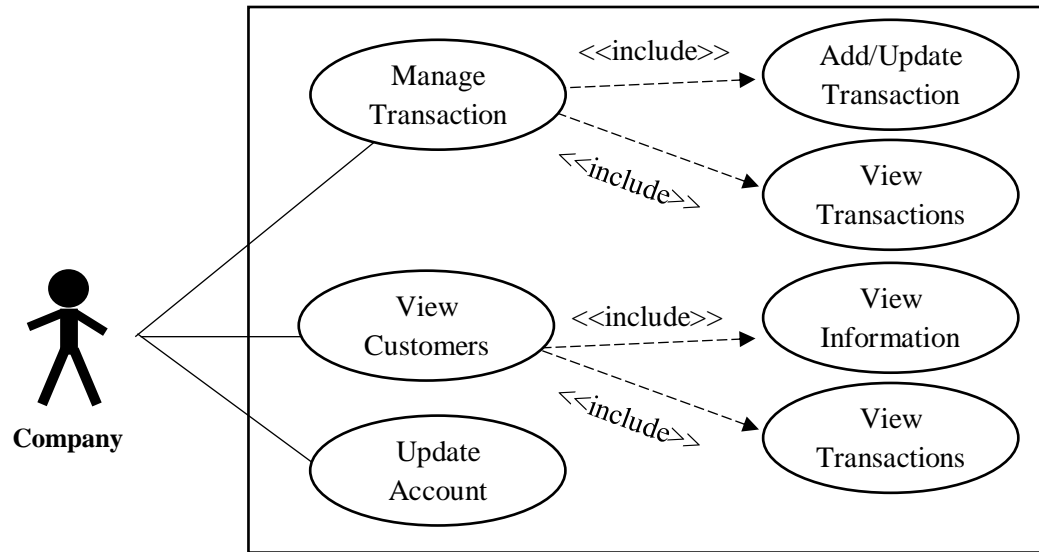 <<include>>
Add/Update
Transaction
Manage
Transaction
<<include>>
View
Transactions
View
Customers
<<include>>
View
Information
<<include>>
View
Transactions
Company
Update
Account